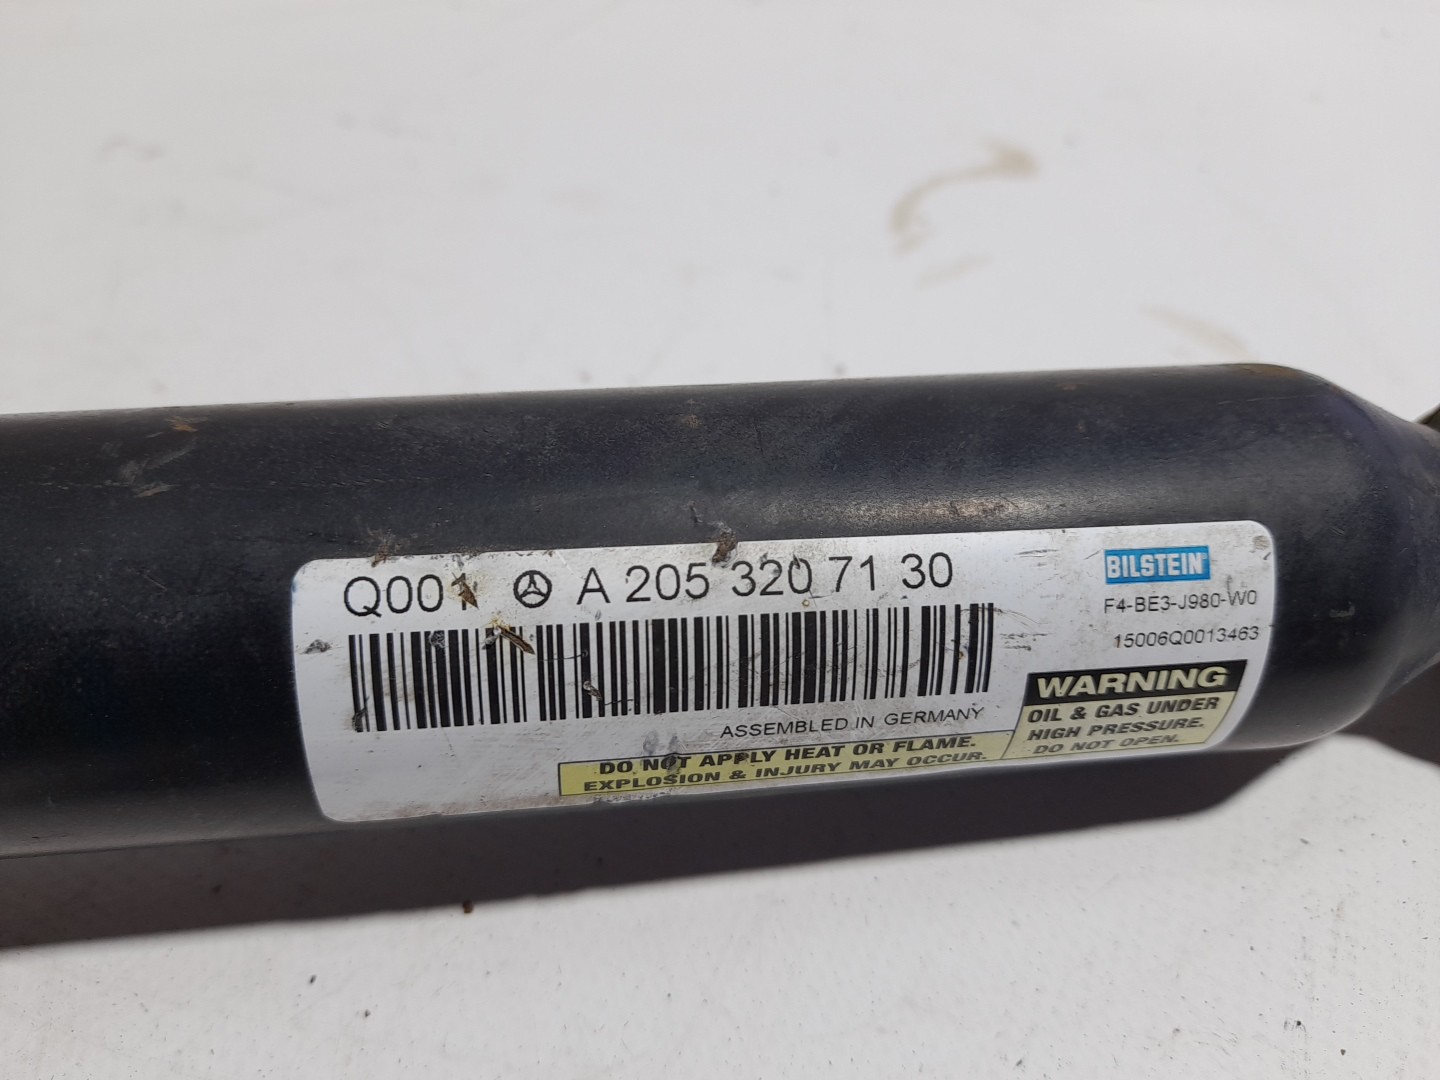 Q001 A 205 320 71 30
BILSTEIN
F4-BE3-J980-W0
15006Q0013463
ASSEMBLED IN GERMANY
WARNING
OIL & GAS UNDER
HIGH PRESSURE.
DO NOT OPEN.
DO NOT APPLY HEAT OR FLAME.
EXPLOSION & INJURY MAY OCCUR.